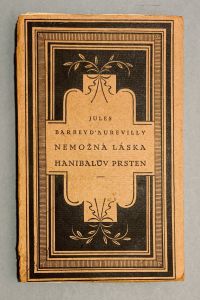 JULES
BARBEY D'AUREVILLY
NEMOŽNÁ LÁSKA
HANIBALŮV PRSTEN